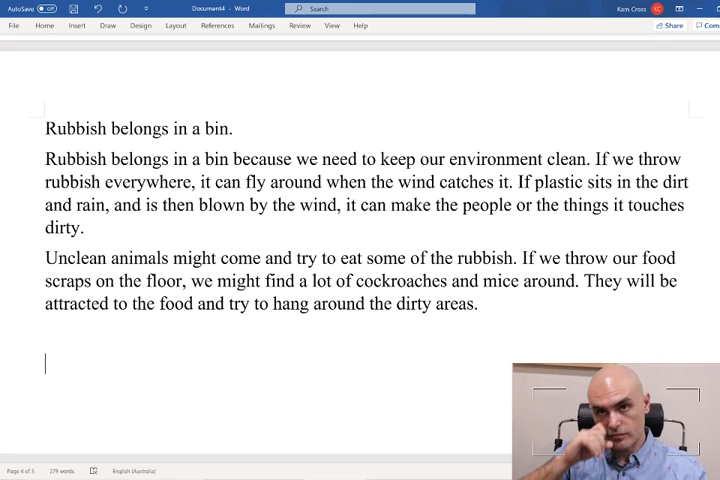 AutoSave Off Document4 - Word Search Kam Cross KC
File Home Insert Draw Design Layout References Mailings Review View Help Share Com
Rubbish belongs in a bin.
Rubbish belongs in a bin because we need to keep our environment clean. If we throw
rubbish everywhere, it can fly around when the wind catches it. If plastic sits in the dirt
and rain, and is then blown by the wind, it can make the people or the things it touches
dirty.
Unclean animals might come and try to eat some of the rubbish. If we throw our food
scraps on the floor, we might find a lot of cockroaches and mice around. They will be
attracted to the food and try to hang around the dirty areas.
Page 4 of 5 279 words English (Australia)